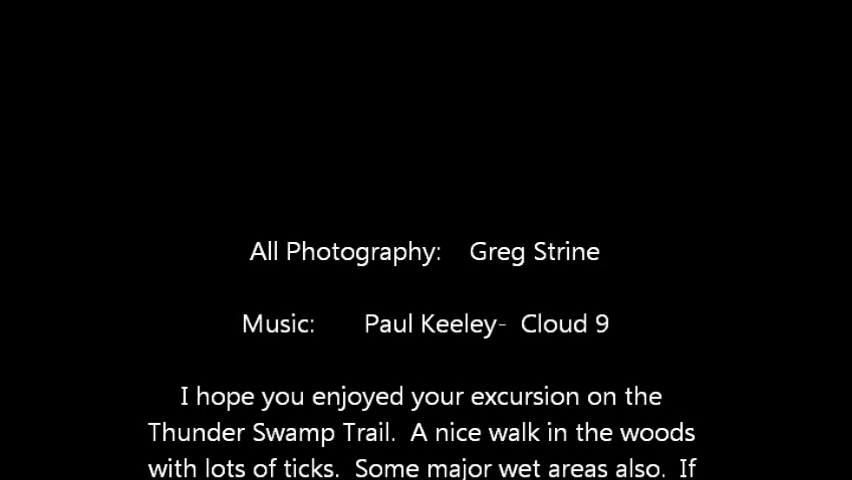 All Photography:    Greg Strine
Music:       Paul Keeley-  Cloud 9
I hope you enjoyed your excursion on the
Thunder Swamp Trail.  A nice walk in the woods
with lots of ticks.  Some major wet areas also.  If